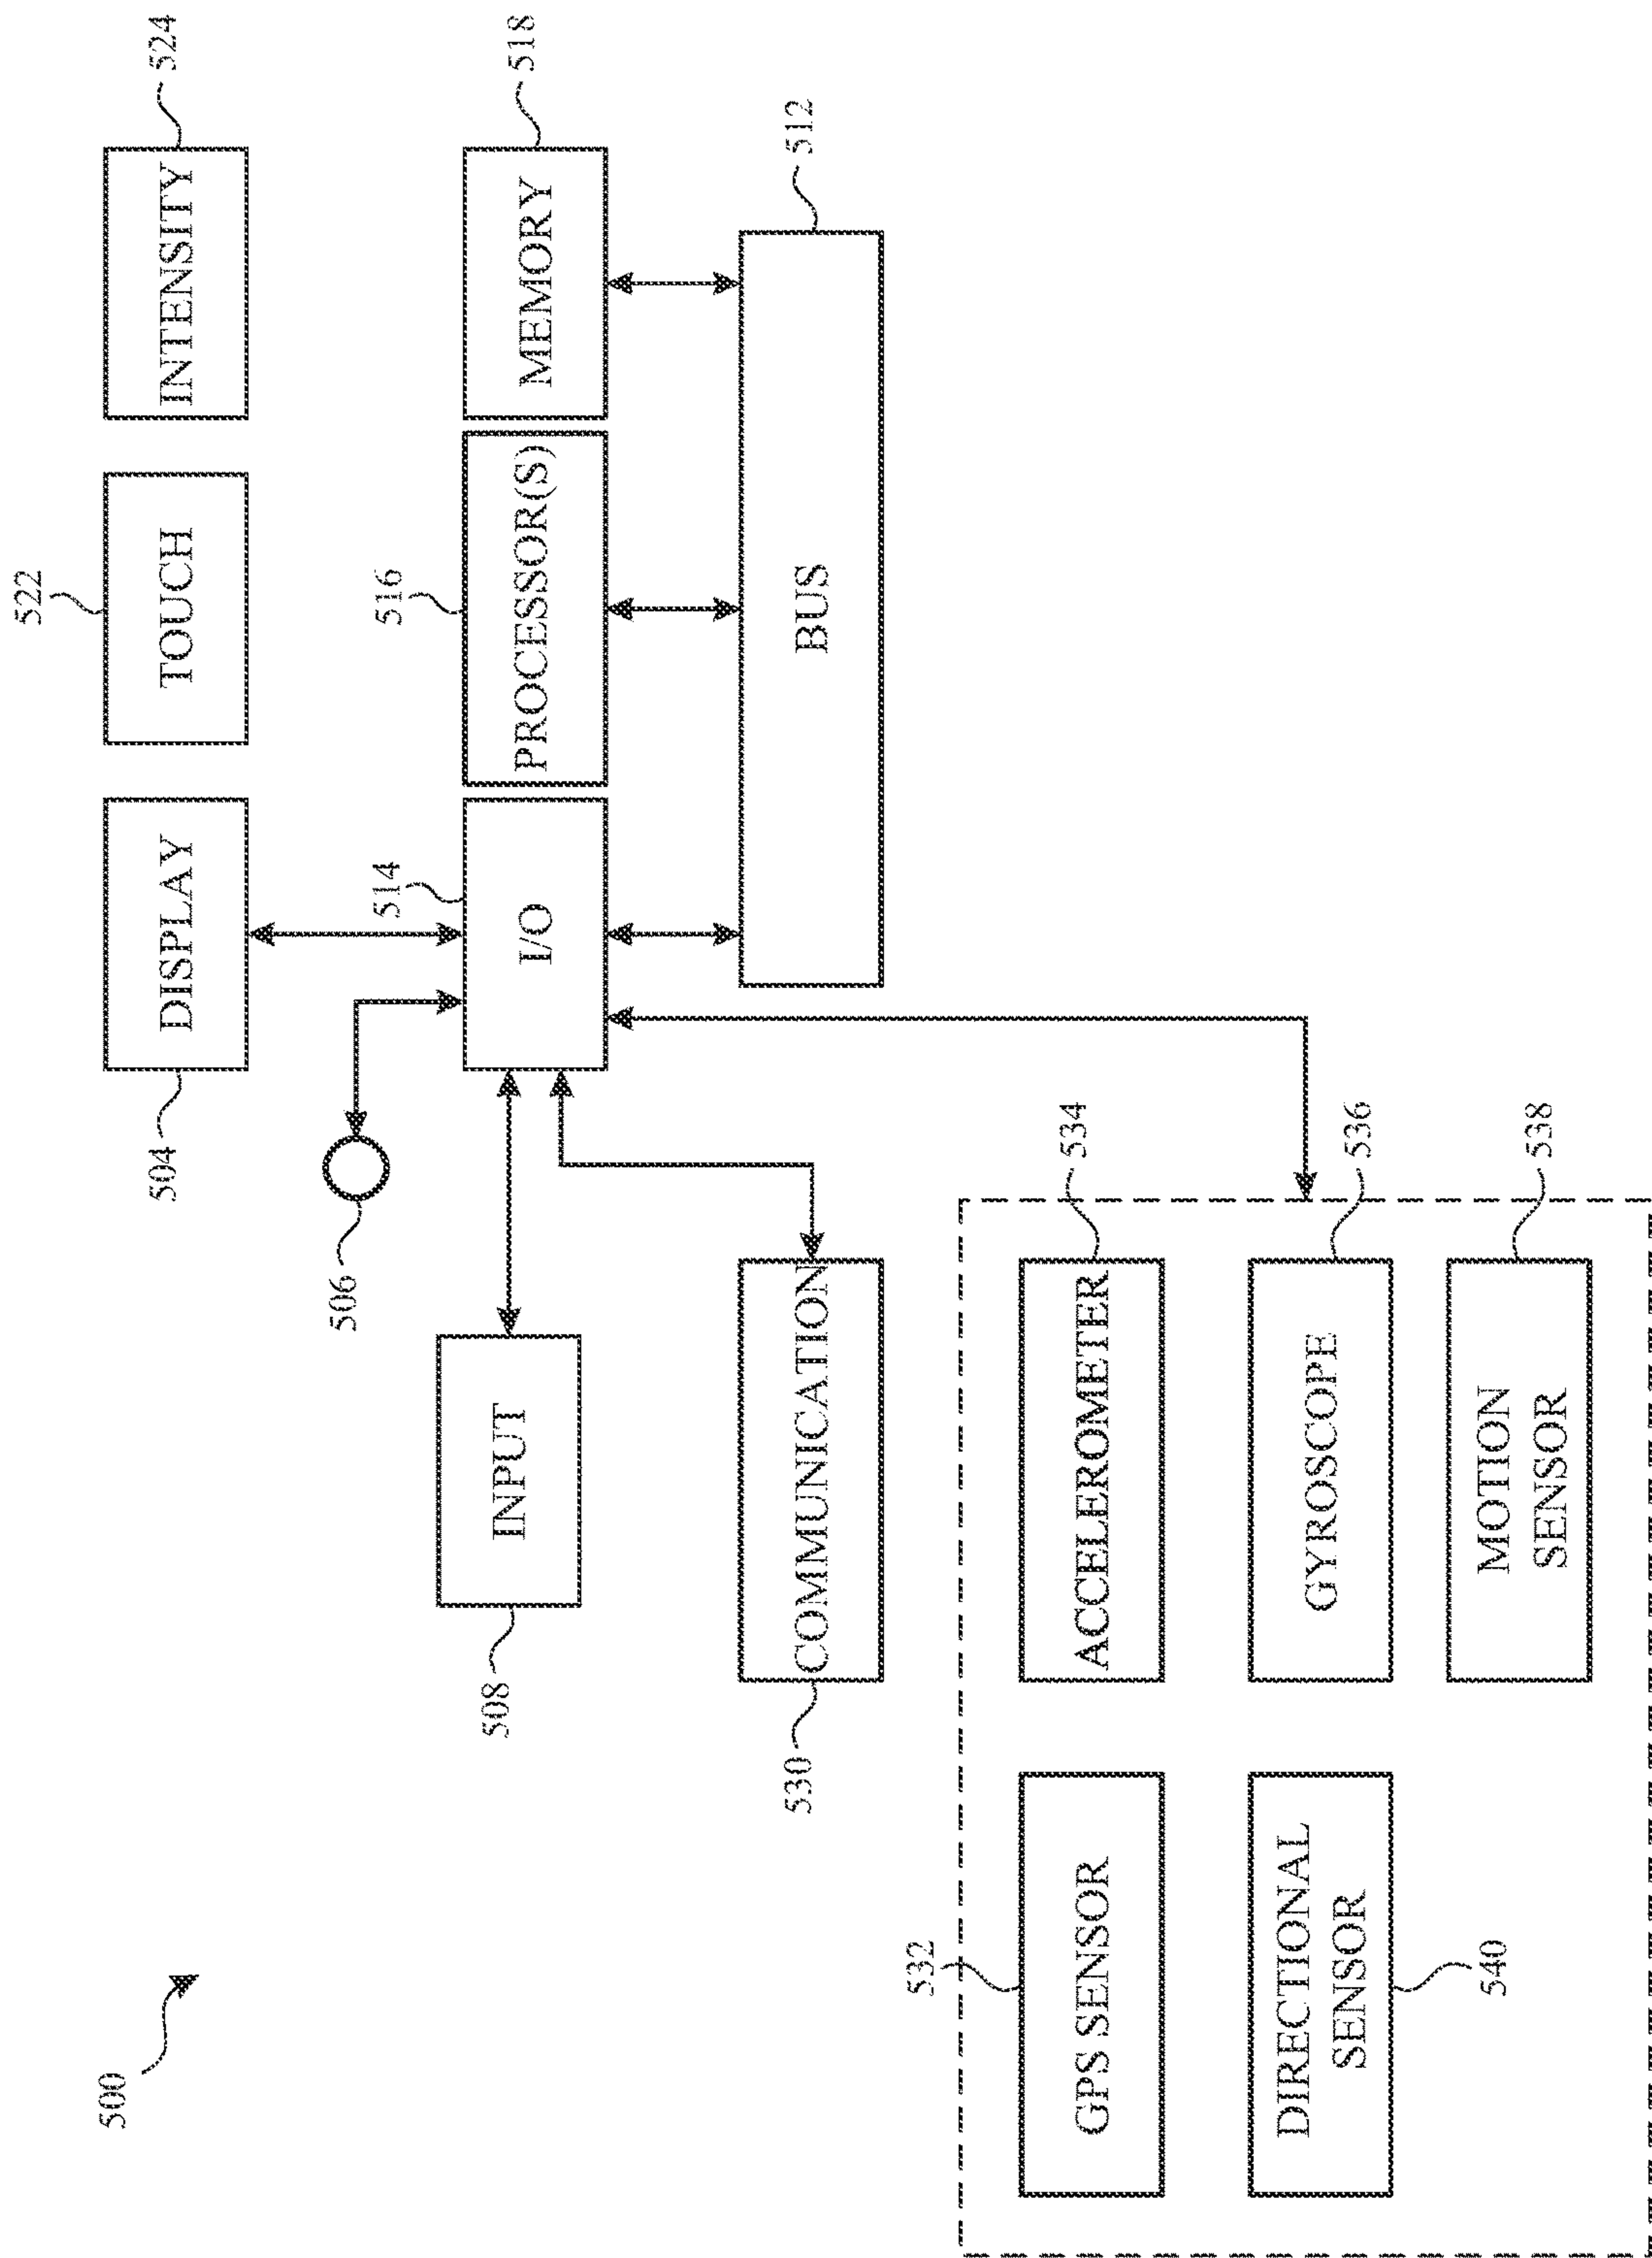 500
504
DISPLAY
522
TOUCH
524
INTENSITY
506
514
I/O
516
PROCESSOR(S)
518
MEMORY
508
INPUT
512
BUS
530
COMMUNICATION
532
GPS SENSOR
534
ACCELEROMETER
540
DIRECTIONAL
SENSOR
536
GYROSCOPE
538
MOTION
SENSOR